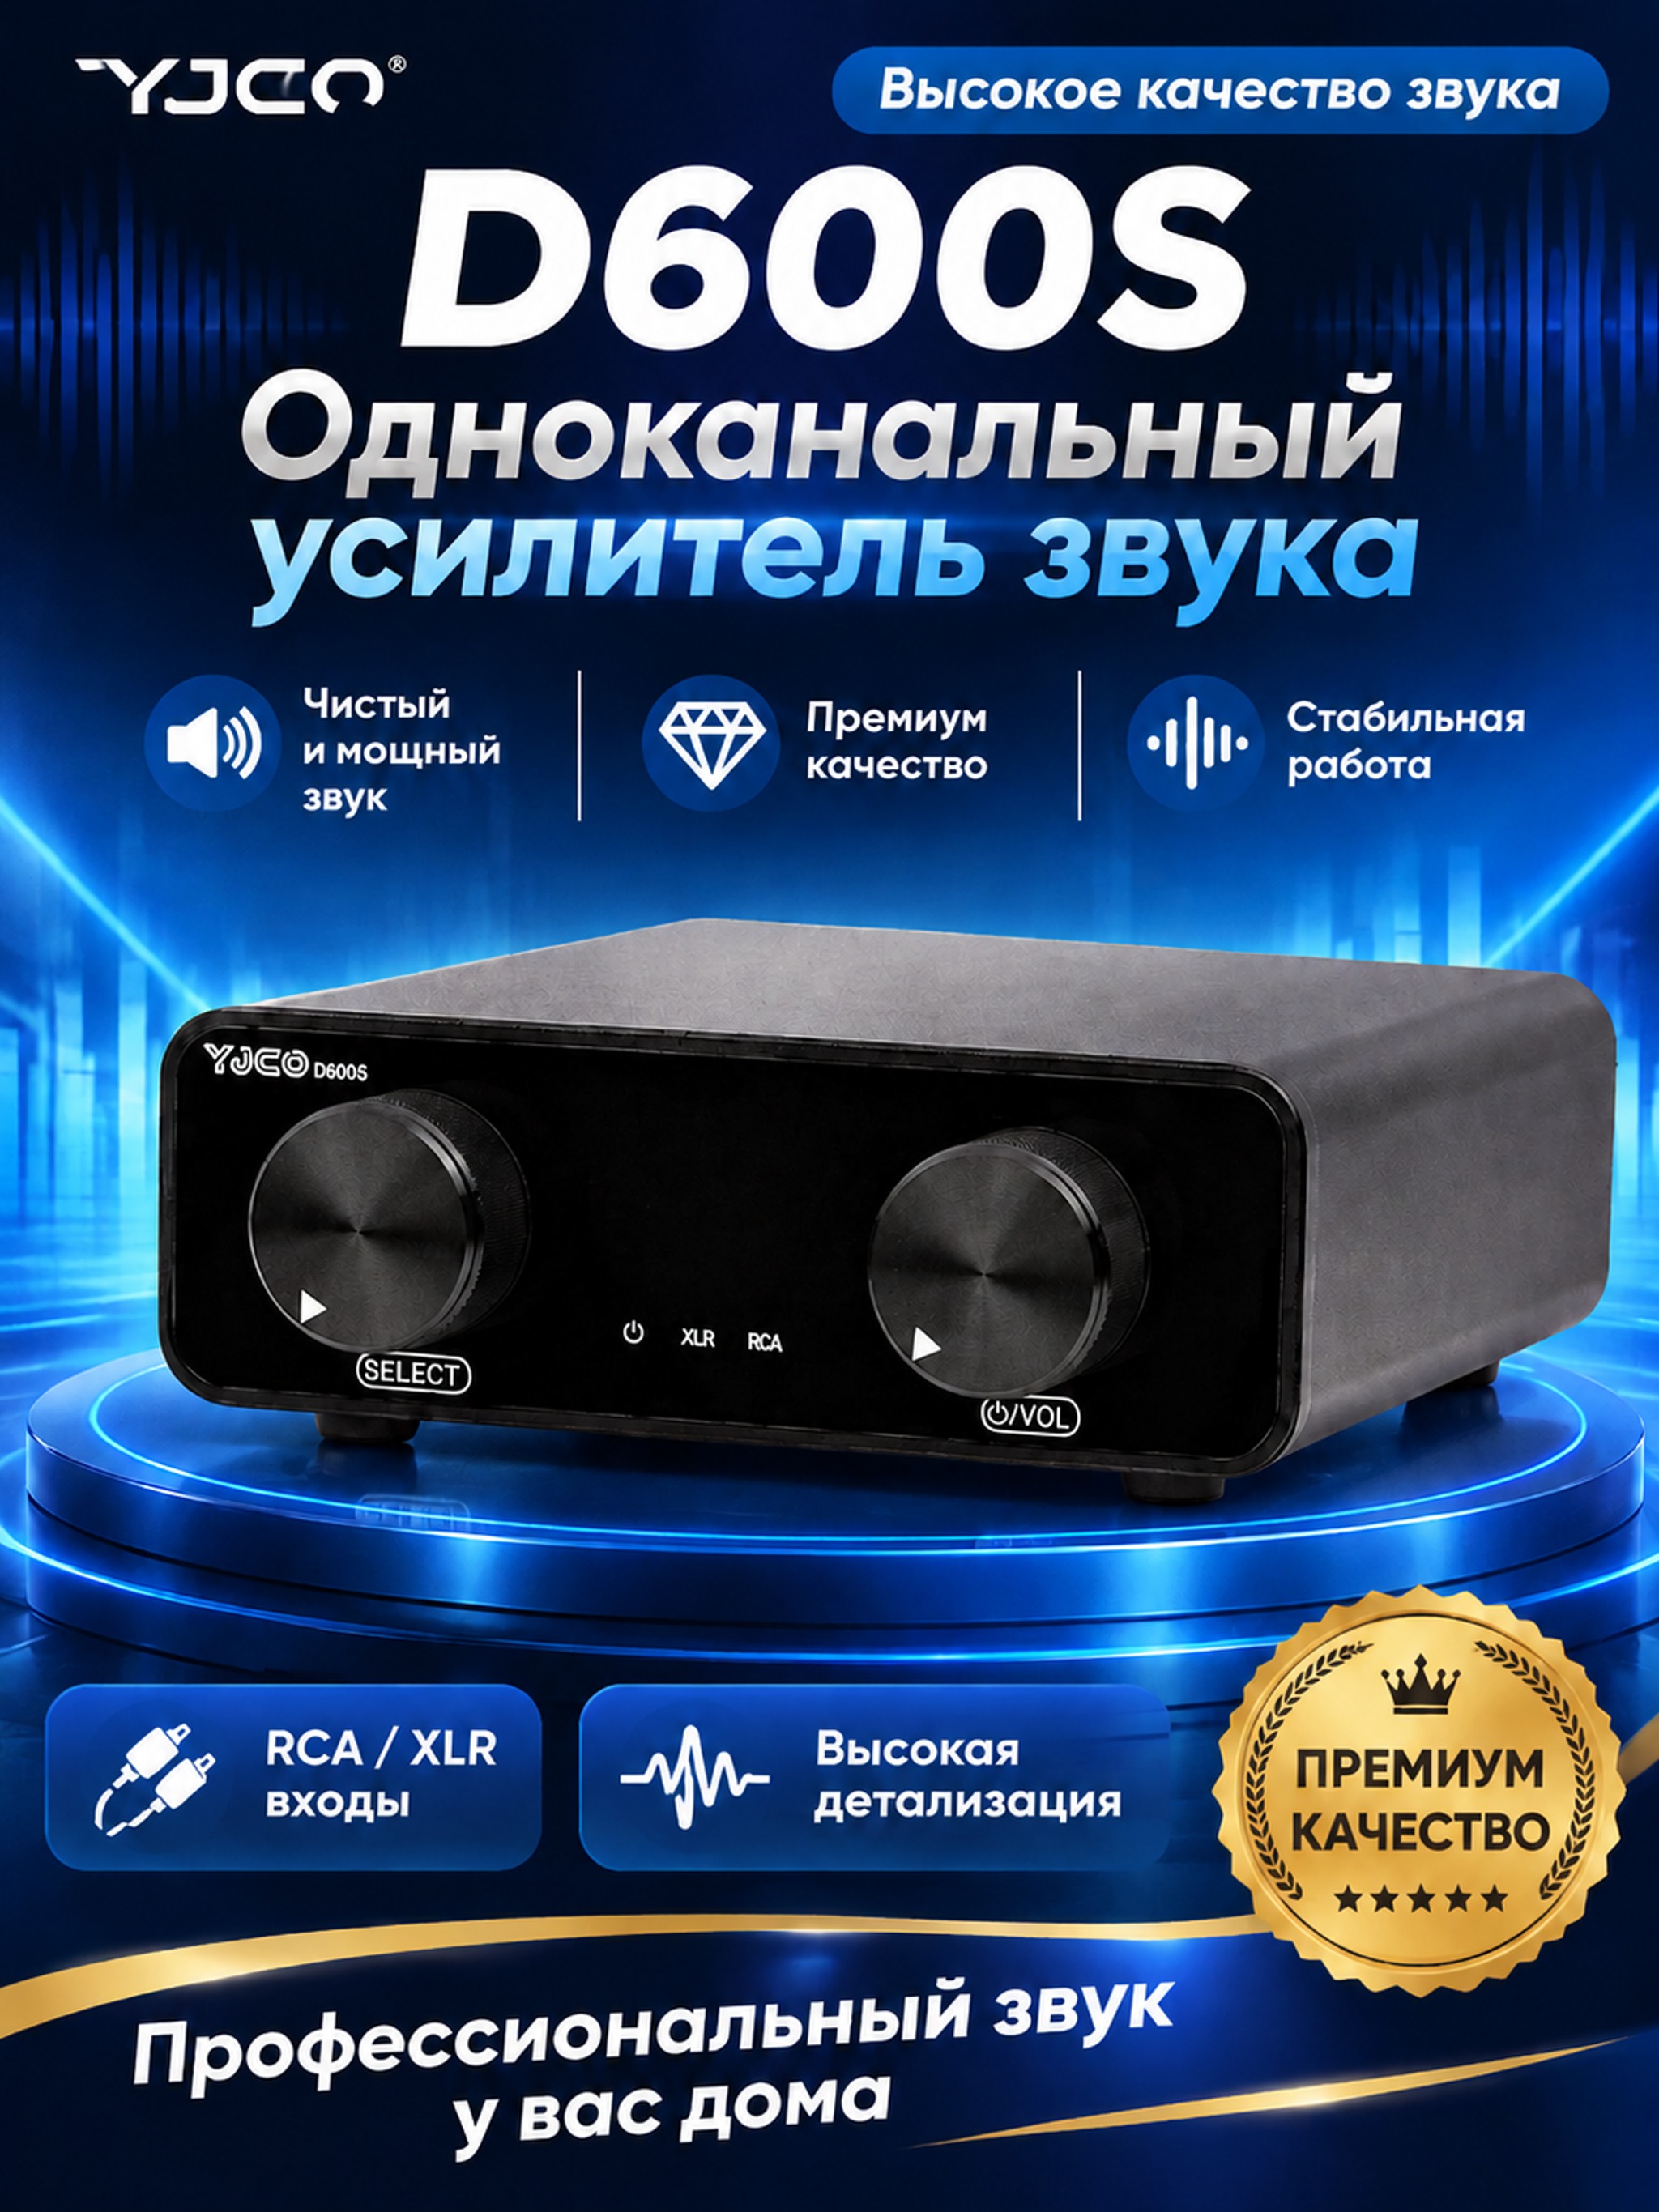 YJCO®
Высокое качество звука
D600S
Одноканальный
усилитель звука
Чистый
и мощный
звук
Премиум
качество
Стабильная
работа
YJCO D600S
SELECT
XLR RCA
/VOL
RCA / XLR
входы
Высокая
детализация
ПРЕМИУМ
КАЧЕСТВО
Профессиональный звук
у вас дома